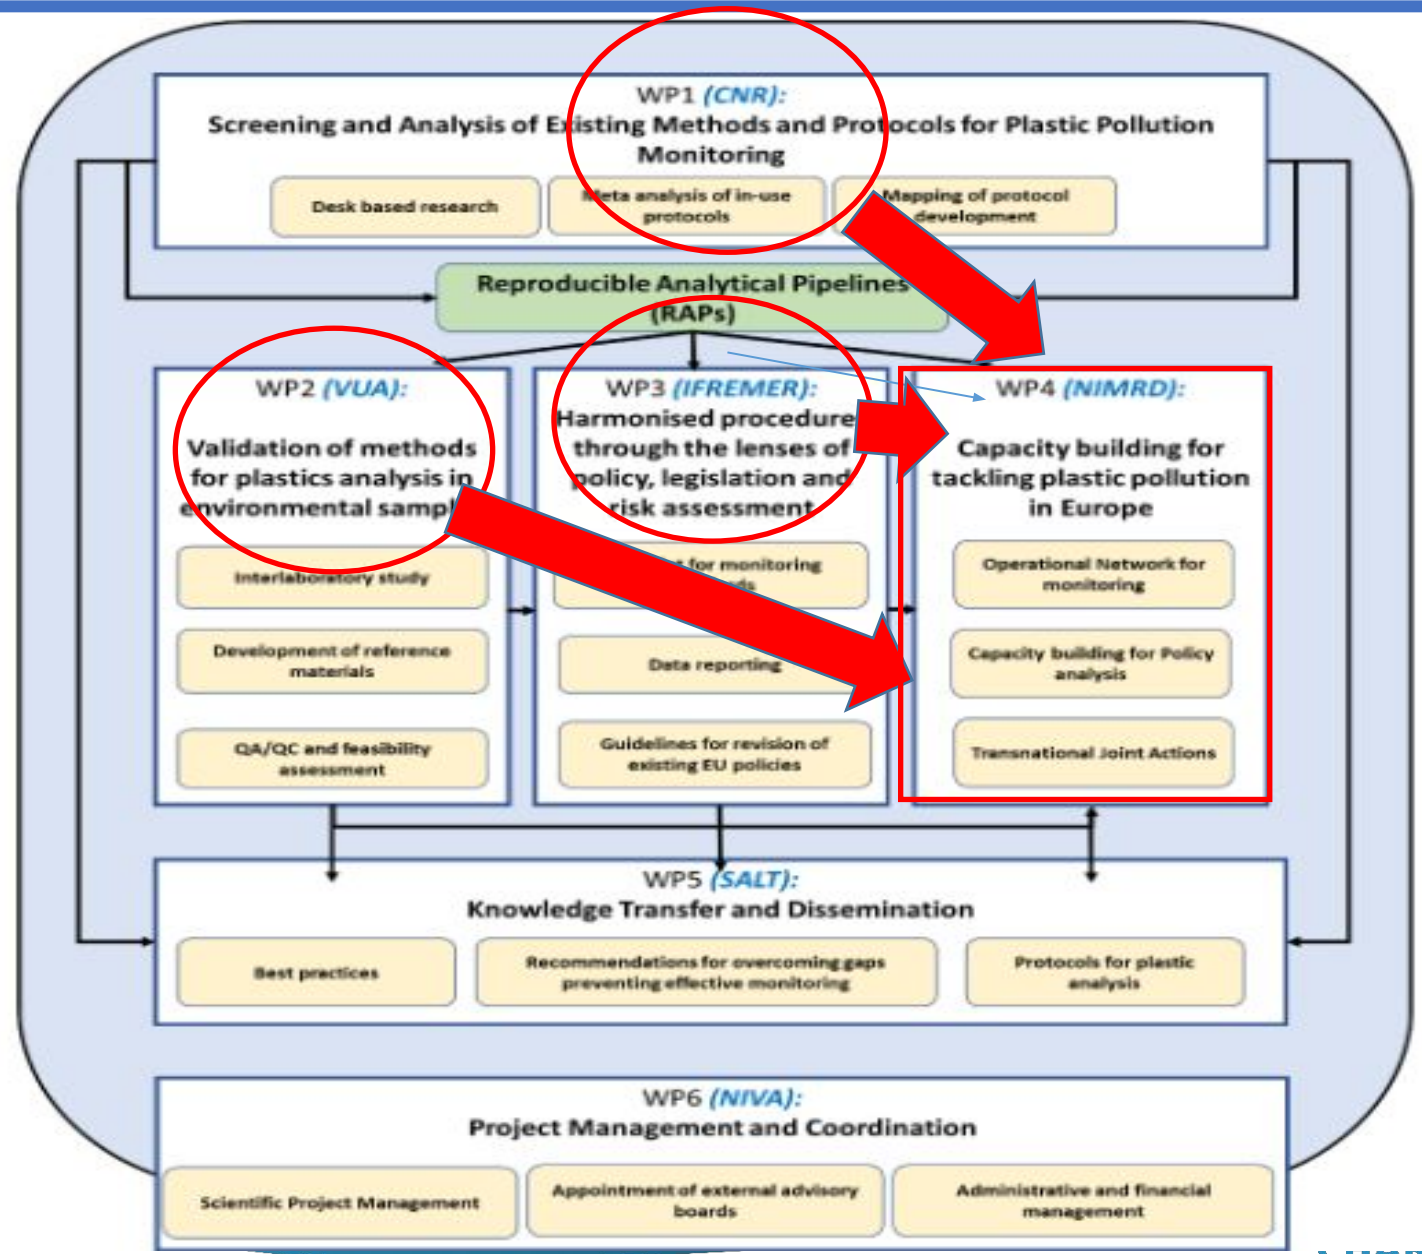 WP1 (CNR):
Screening and Analysis of Existing Methods and Protocols for Plastic Pollution
Monitoring
Desk based research
Meta analysis of in-use
protocols
Mapping of protocol
development
Reproducible Analytical Pipelines
(RAPs)
WP2 (VUA):
Validation of methods
for plastics analysis in
environmental
Interlaboratory study
Development of reference
materials
QA/QC and feasibility
assessment
WP3 (IFREMER):
Harmonised procedure
through the lenses of
policy, legislation and
risk assessment
for monitoring
Data reporting
Guidelines for revision of
existing EU policies
WP4 (NIMRD):
Capacity building for
tackling plastic pollution
in Europe
Operational Network for
monitoring
Capacity building for Policy
analysis
Transnational Joint Actions
WP5 (SALT):
Knowledge Transfer and Dissemination
Best practices
Recommendations for overcoming gaps
preventing effective monitoring
Protocols for plastic
analysis
WP6 (NIVA):
Project Management and Coordination
Scientific Project Management
Appointment of external advisory
boards
Administrative and financial
management